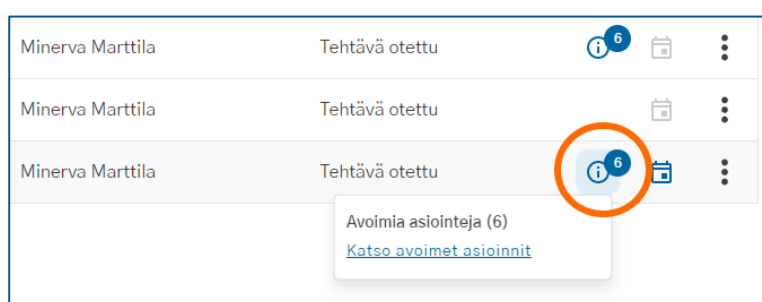 Minerva Marttila Tehtävä otettu 6
Minerva Marttila Tehtävä otettu
Minerva Marttila Tehtävä otettu 6
Avoimia asiointeja (6)
Katso avoimet asioinnit